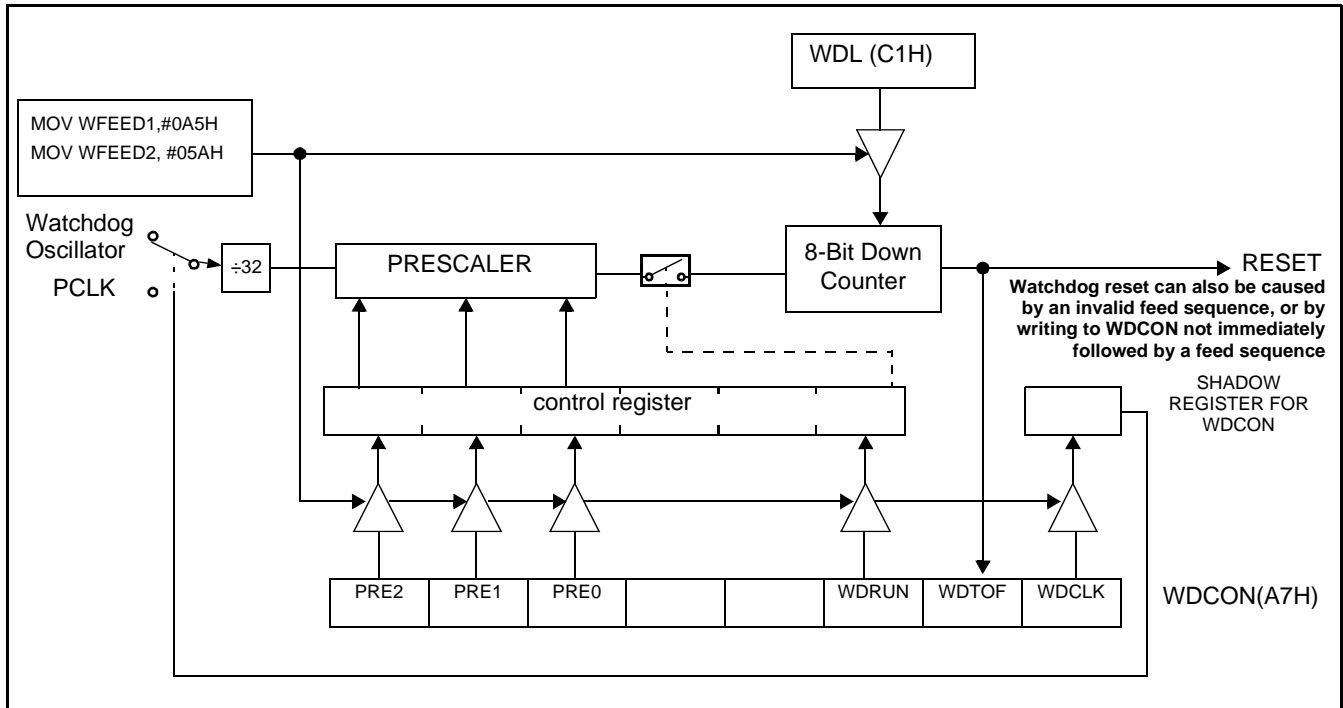 WDL (C1H)
MOV WFEED1,#0A5H
MOV WFEED2, #05AH
Watchdog
Oscillator
PCLK
÷32
PRESCALER
8-Bit Down
Counter
RESET
Watchdog reset can also be caused
by an invalid feed sequence, or by
writing to WDCON not immediately
followed by a feed sequence
control register
SHADOW
REGISTER FOR
WDCON
PRE2
PRE1
PRE0
WDRUN
WDTOF
WDCLK
WDCON(A7H)